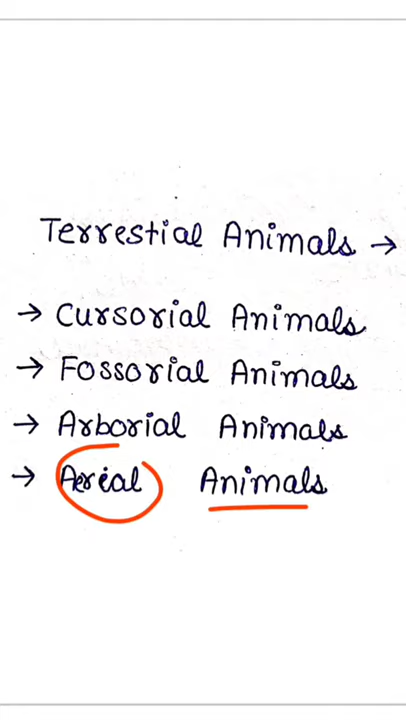 Terrestial Animals →
→ Cursorial Animals
→ Fossorial Animals
→ Arborial Animals
→ Aerial Animals